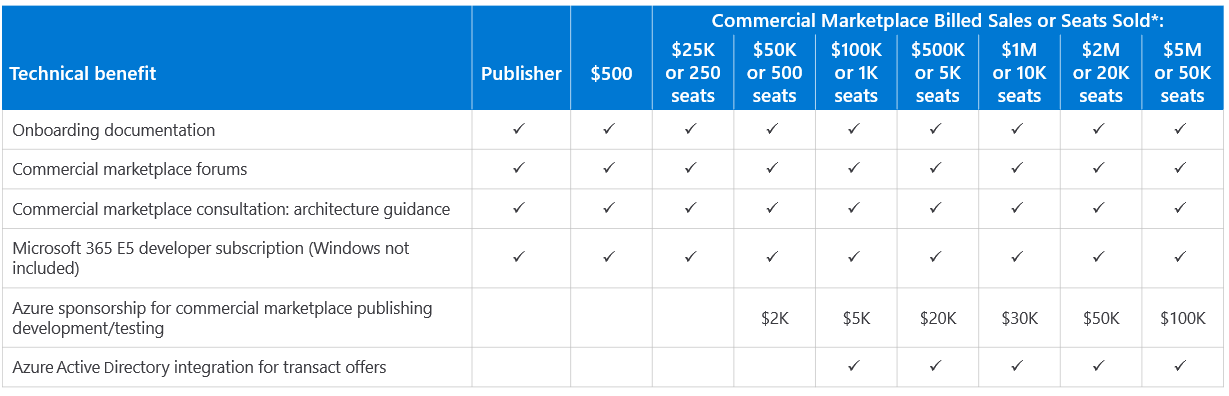 Commercial Marketplace Billed Sales or Seats Sold*:
Technical benefit Publisher $500 $25K or 250 seats $50K or 500 seats $100K or 1K seats $500K or 5K seats $1M or 10K seats $2M or 20K seats $5M or 50K seats
Onboarding documentation ✓ ✓ ✓ ✓ ✓ ✓ ✓ ✓ ✓
Commercial marketplace forums ✓ ✓ ✓ ✓ ✓ ✓ ✓ ✓ ✓
Commercial marketplace consultation: architecture guidance ✓ ✓ ✓ ✓ ✓ ✓ ✓ ✓ ✓
Microsoft 365 E5 developer subscription (Windows not
included) ✓ ✓ ✓ ✓ ✓ ✓ ✓ ✓ ✓
Azure sponsorship for commercial marketplace publishing
development/testing $2K $5K $20K $30K $50K $100K
Azure Active Directory integration for transact offers ✓ ✓ ✓ ✓ ✓